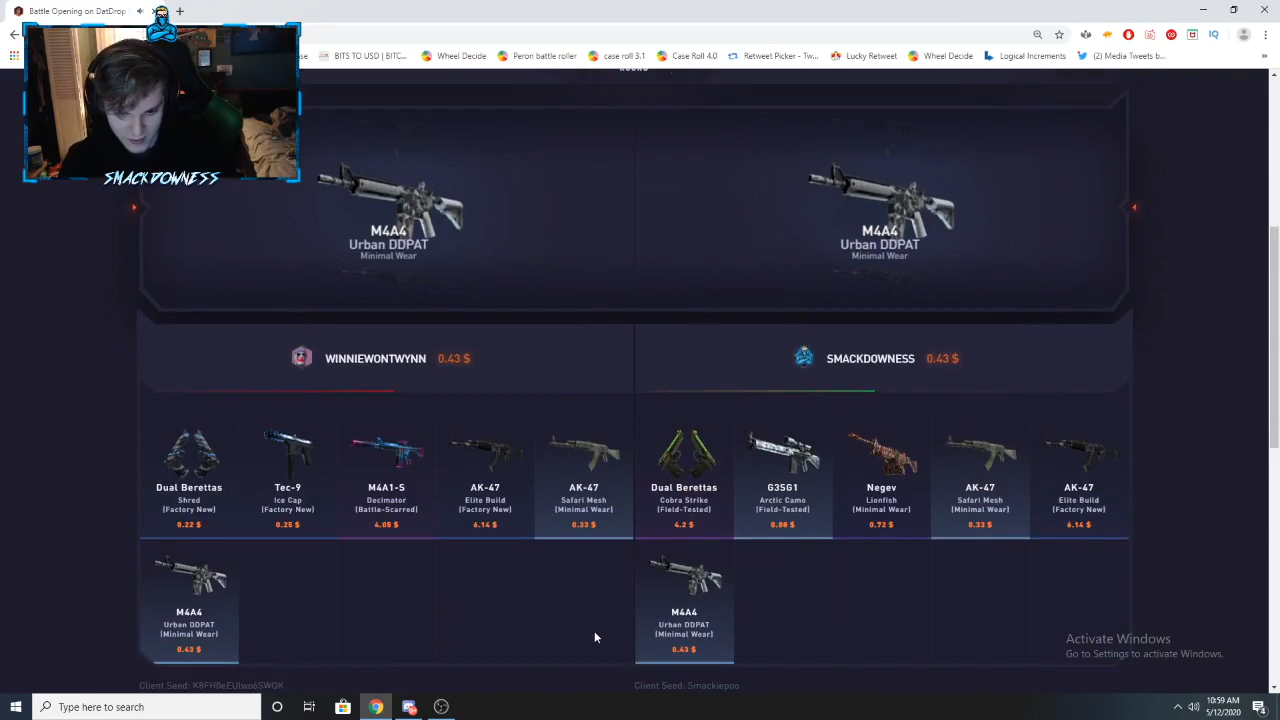 Battle Opening on DatDrop
BITS TO USD | BITC...
Wheel Decide
Peron battle roller
case roll 3.1
Case Roll 4.0
Retweet Picker - Tw...
Lucky Retweet
Wheel Decide
Logical Increments
(2) Media Tweets b...
IQ
SMACKDOWNESS
M4A4
Urban DDPAT
Minimal Wear
M4A4
Urban DDPAT
Minimal Wear
WINNIEWONTWYNN 0.43 $
SMACKDOWNESS 0.43 $
Dual Berettas
Shred
(Factory New)
0.22 $
Tec-9
Ice Cap
(Factory New)
0.25 $
M4A1-S
Decimator
(Battle-Scarred)
4.05 $
AK-47
Elite Build
(Factory New)
6.14 $
AK-47
Safari Mesh
(Minimal Wear)
0.33 $
Dual Berettas
Cobra Strike
(Field-Tested)
4.2 $
G3SG1
Arctic Camo
(Field-Tested)
Negev
Lionfish
(Minimal Wear)
0.72 $
AK-47
Safari Mesh
(Minimal Wear)
0.33 $
AK-47
Elite Build
(Factory New)
6.14 $
M4A4
Urban DDPAT
(Minimal Wear)
0.43 $
M4A4
Urban DDPAT
(Minimal Wear)
0.43 $
Activate Windows
Go to Settings to activate Windows.
Client Seed:
Client Seed: Smackiepoo
Type here to search
10:59 AM
5/12/2020
4